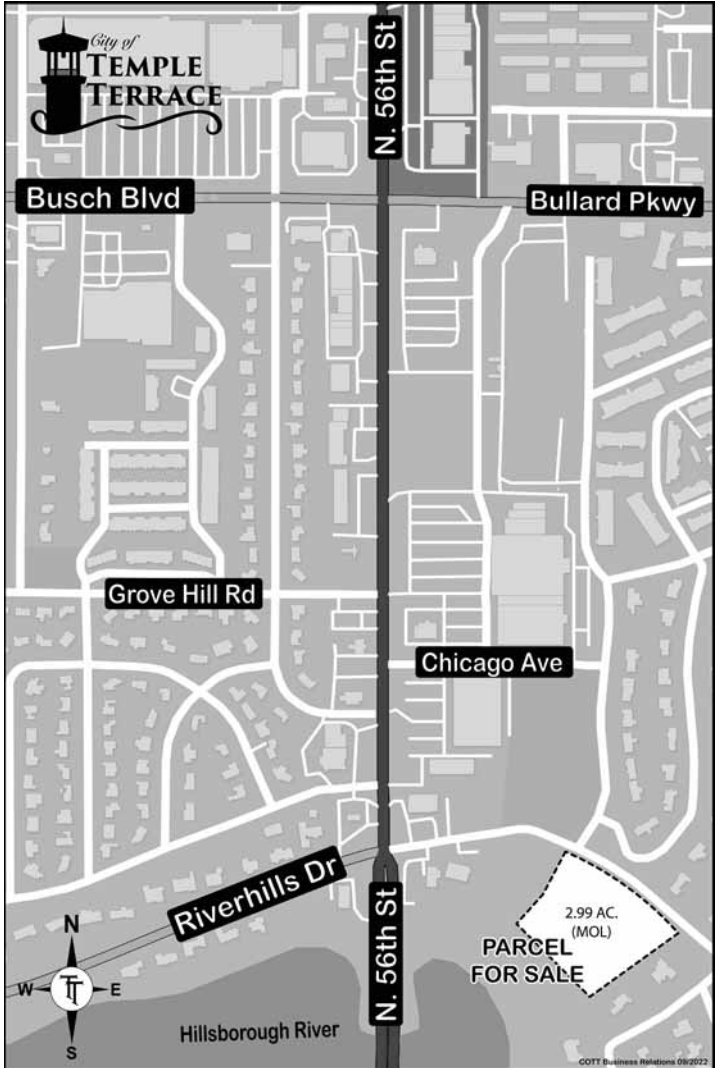 City of
TEMPLE
TERRACE
N. 56th St
Busch Blvd
Bullard Pkwy
Grove Hill Rd
Chicago Ave
Riverhills Dr
N. 56th St
2.99 AC.
(MOL)
PARCEL
FOR SALE
N
W
TT
E
S
Hillsborough River
COTT Business Relations 09/2022